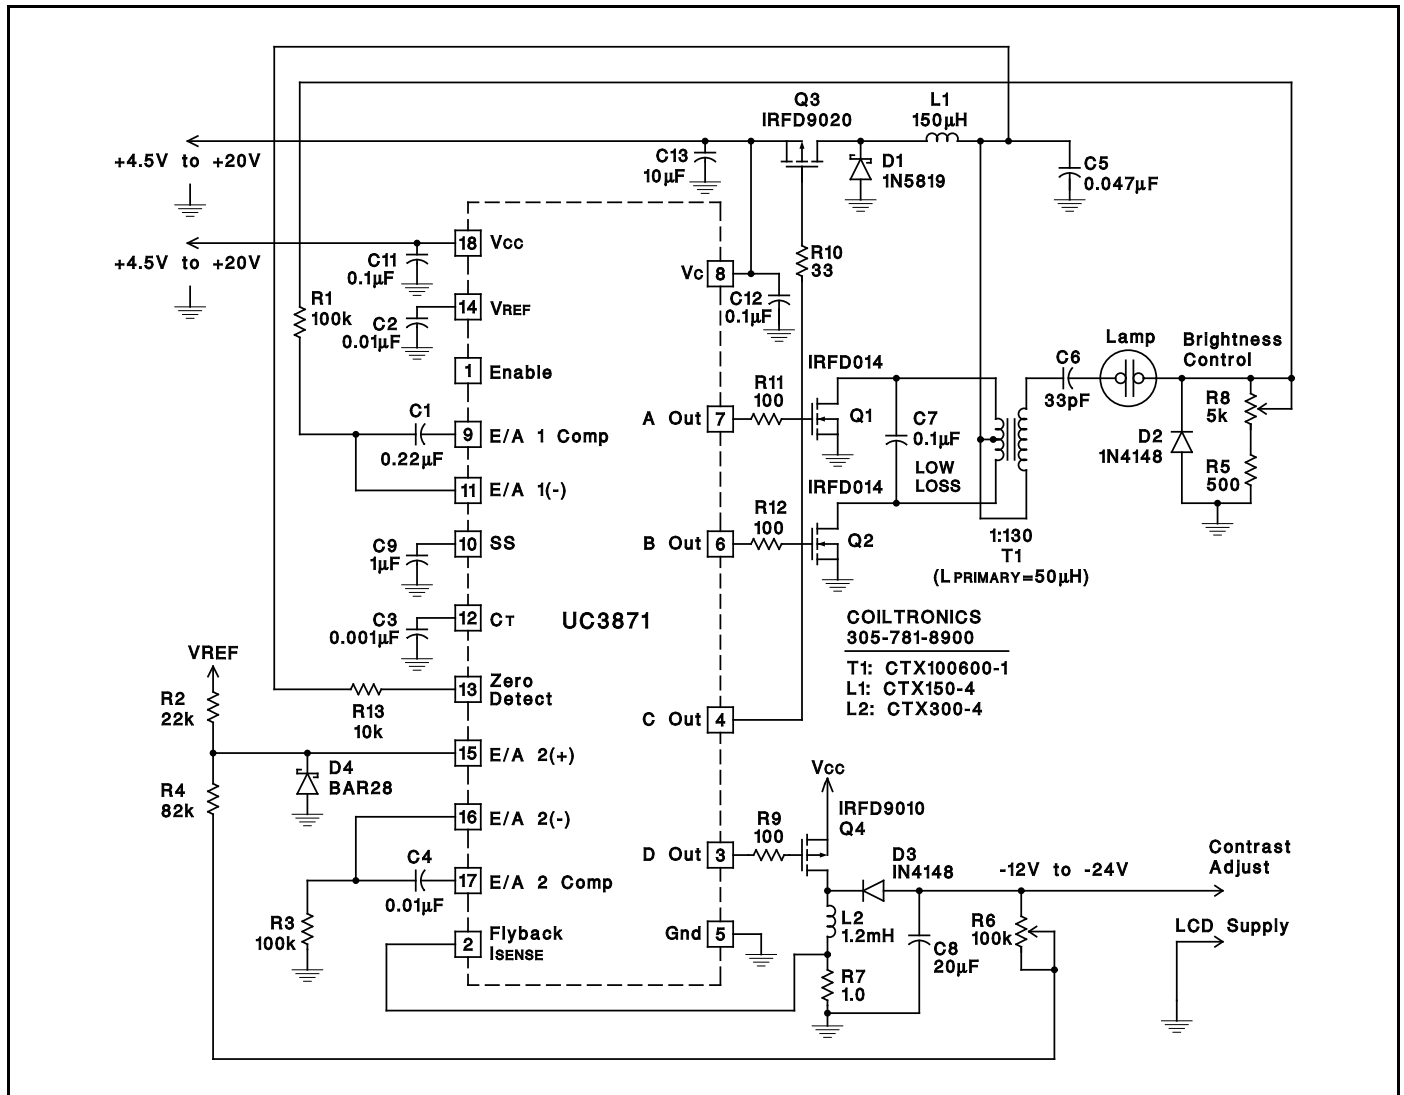 Q3
IRFD9020
L1
150µH
+4.5V to +20V
C13
10µF
D1
1N5819
C5
0.047µF
+4.5V to +20V
18 Vcc
C11
0.1µF
R10
33
Vc 8
R1
100k
14 VREF
C2
0.01µF
C12
0.1µF
1 Enable
IRFD014
Lamp
Brightness
Control
C6
33pF
R11
100
C1
0.22µF
9 E/A 1 Comp
A Out 7
Q1
C7
0.1µF
LOW
LOSS
R8
5k
D2
1N4148
R5
500
11 E/A 1(-)
IRFD014
R12
100
C9
1µF
10 SS
B Out 6
Q2
1:130
T1
(LPRIMARY=50µH)
C3
0.001µF
12 CT
UC3871
COILTRONICS
305-781-8900
T1: CTX100600-1
L1: CTX150-4
L2: CTX300-4
VREF
R2
22k
13 Zero
Detect
R13
10k
C Out 4
15 E/A 2(+)
D4
BAR28
R4
82k
Vcc
IRFD9010
Q4
16 E/A 2(-)
R9
100
D Out 3
D3
IN4148
-12V to -24V
Contrast
Adjust
C4
0.01µF
17 E/A 2 Comp
R3
100k
L2
1.2mH
R6
100k
LCD Supply
2 Flyback
ISENSE
Gnd 5
C8
20µF
R7
1.0